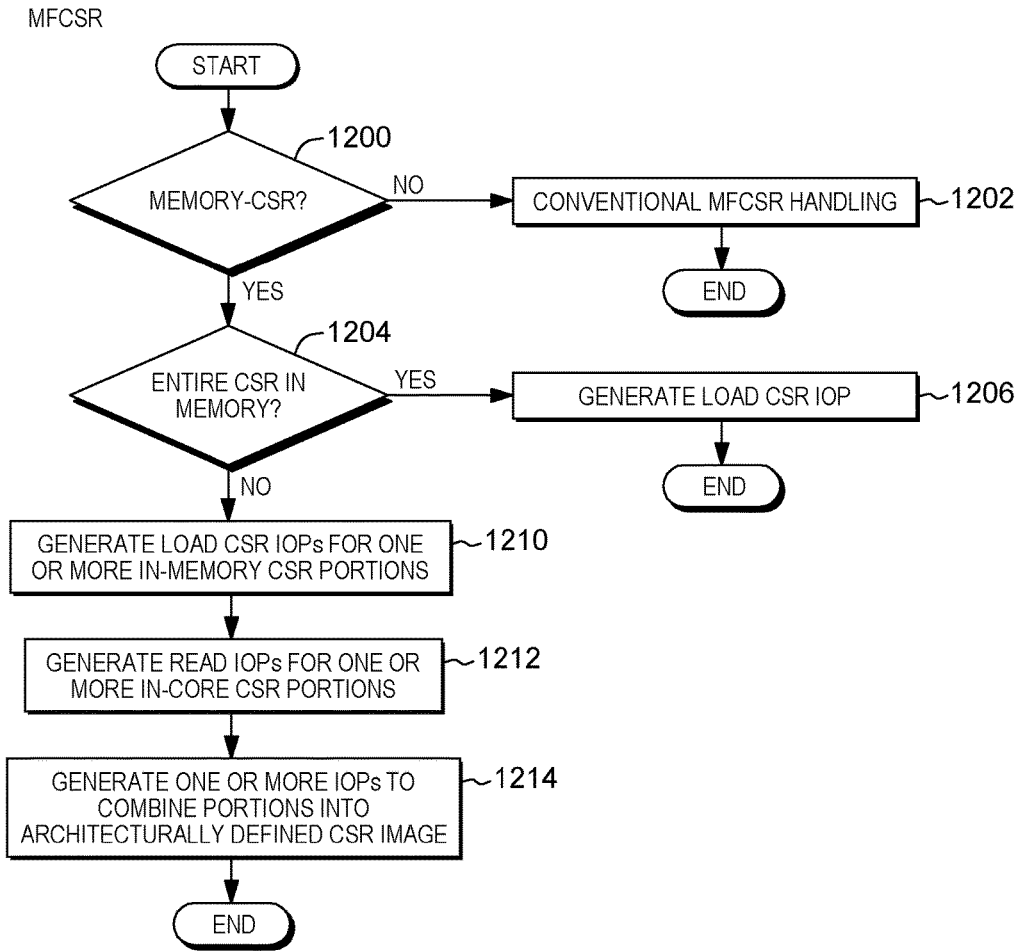 MFCSR
START
1200
MEMORY-CSR?
NO
CONVENTIONAL MFCSR HANDLING
1202
END
YES
1204
ENTIRE CSR IN
MEMORY?
YES
GENERATE LOAD CSR IOP
1206
END
NO
GENERATE LOAD CSR IOPs FOR ONE
OR MORE IN-MEMORY CSR PORTIONS
1210
GENERATE READ IOPs FOR ONE OR
MORE IN-CORE CSR PORTIONS
1212
GENERATE ONE OR MORE IOPs TO
COMBINE PORTIONS INTO
ARCHITECTURALLY DEFINED CSR IMAGE
1214
END